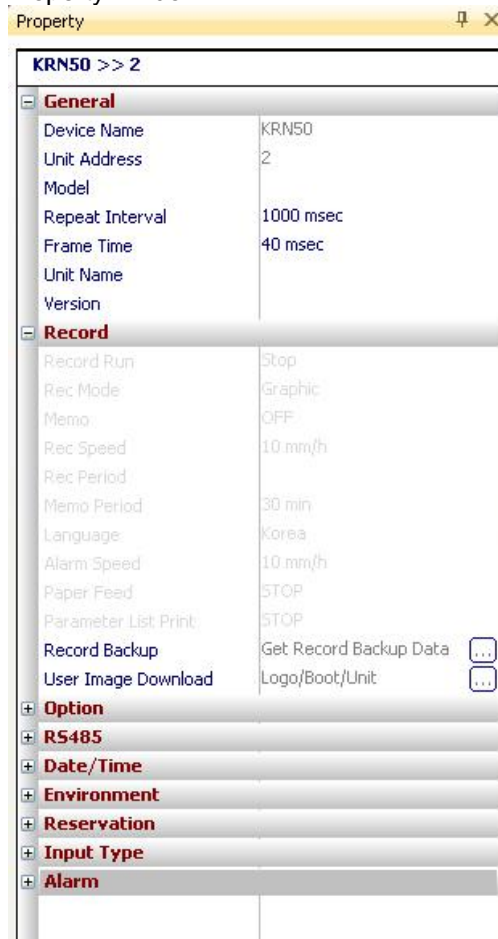 Property
KRN50 >> 2
General
Device Name KRN50
Unit Address 2
Model
Repeat Interval 1000 msec
Frame Time 40 msec
Unit Name
Version
Record
Record Run Stop
Rec Mode Graphic
Memo OFF
Rec Speed 10 mm/h
Rec Period
Memo Period 30 min
Language Korea
Alarm Speed 10 mm/h
Paper Feed STOP
Parameter List Print STOP
Record Backup Get Record Backup Data ...
User Image Download Logo/Boot/Unit ...
Option
RS485
Date/Time
Environment
Reservation
Input Type
Alarm